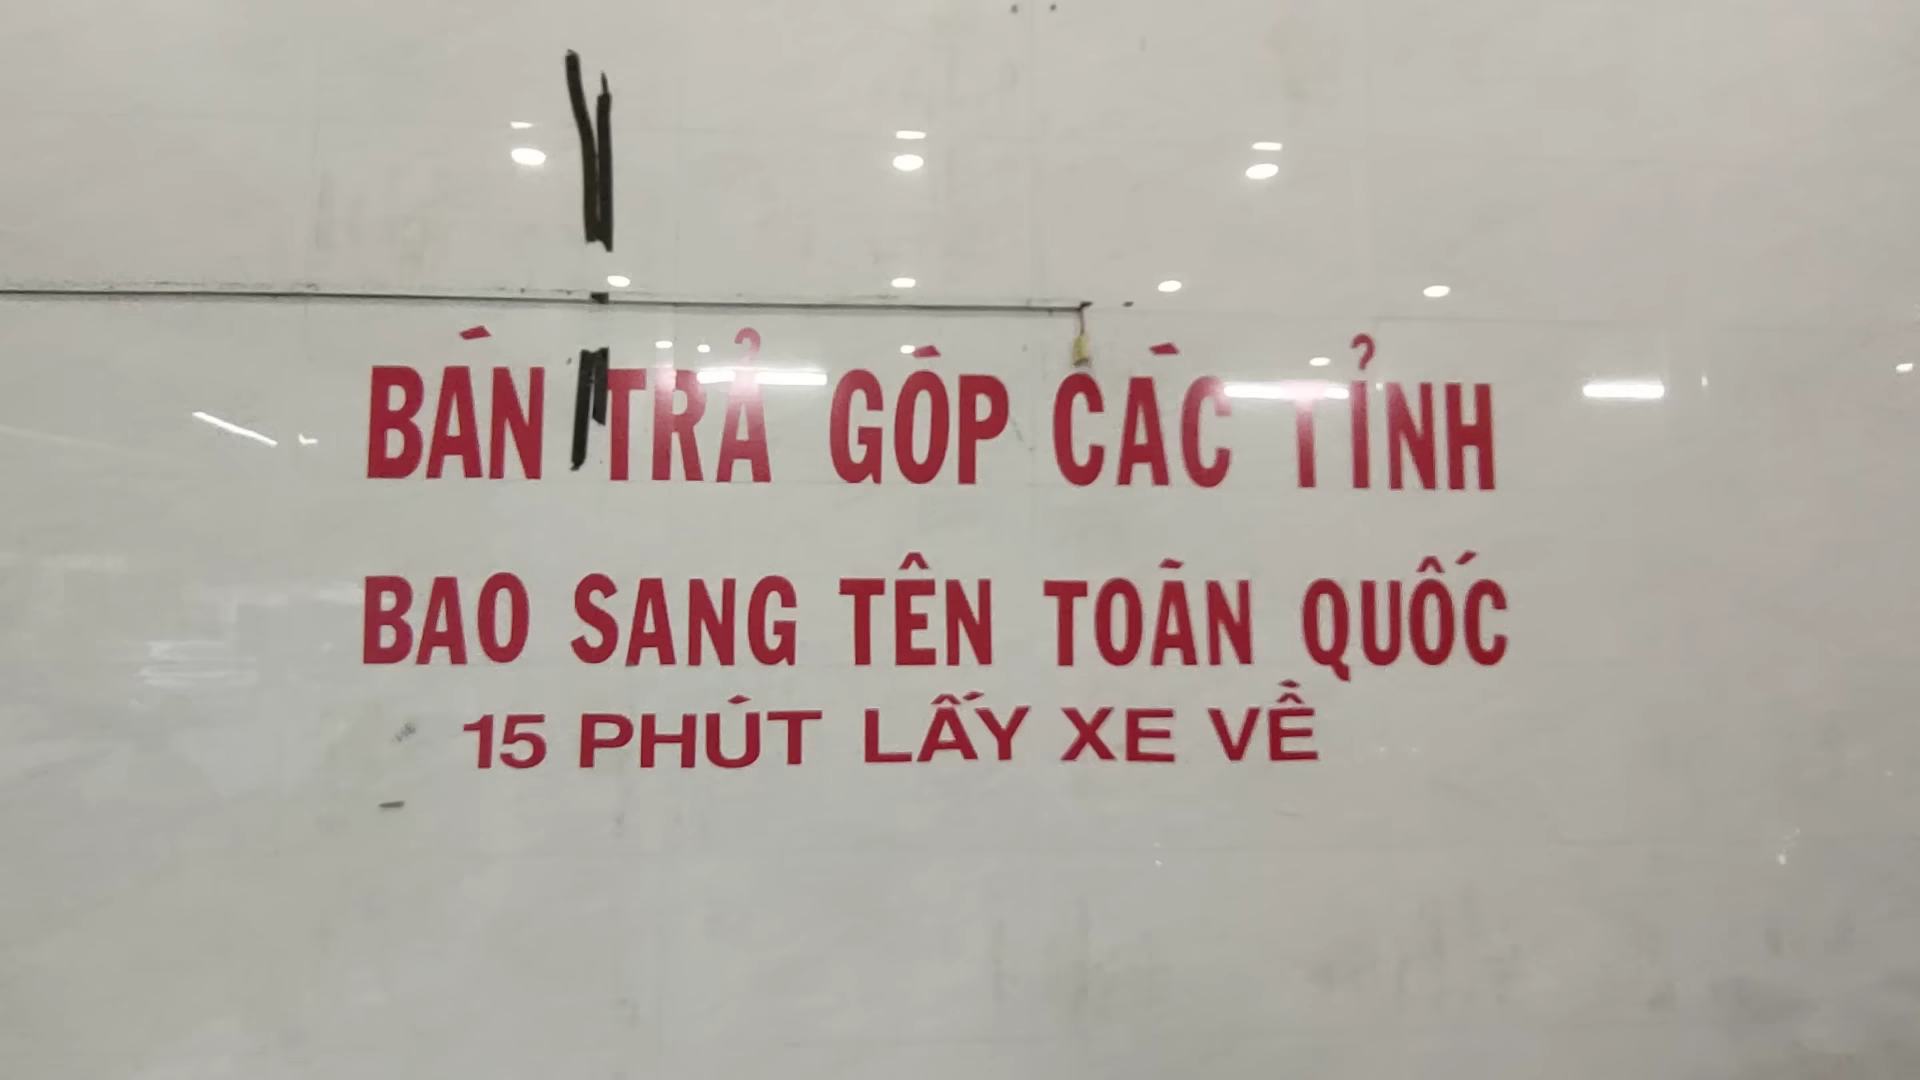 BÁN TRẢ GÓP CÁC TỈNH
BAO SANG TÊN TOÀN QUỐC
15 PHÚT LẤY XE VỀ